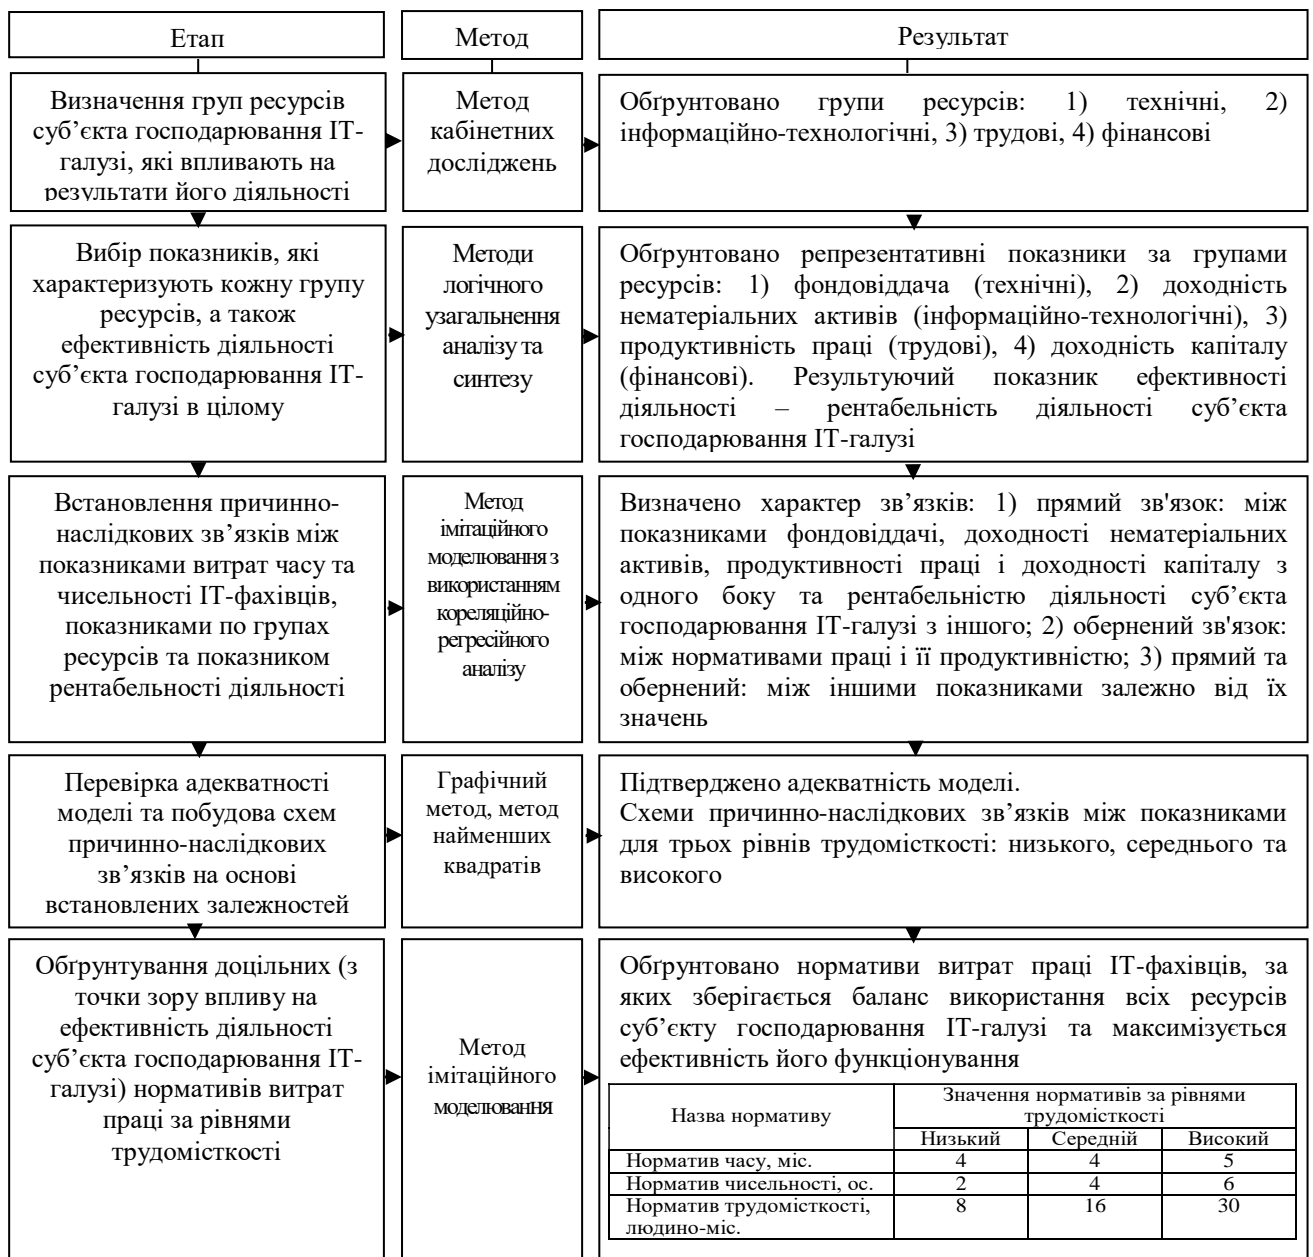 Етап
Метод
Результат
Визначення груп ресурсів
суб’єкта господарювання ІТ-
галузі, які впливають на
результати його діяльності
Метод
кабінетних
досліджень
Обґрунтовано групи ресурсів: 1) технічні, 2)
інформаційно-технологічні, 3) трудові, 4) фінансові
Вибір показників, які
характеризують кожну групу
ресурсів, а також
ефективність діяльності
суб’єкта господарювання ІТ-
галузі в цілому
Методи
логічного
узагальнення
аналізу та
синтезу
Обґрунтовано репрезентативні показники за групами
ресурсів: 1) фондовіддача (технічні), 2) доходність
нематеріальних активів (інформаційно-технологічні), 3)
продуктивність праці (трудові), 4) доходність капіталу
(фінансові). Результуючий показник ефективності
діяльності – рентабельність діяльності суб’єкта
господарювання ІТ-галузі
Встановлення причинно-
наслідкових зв’язків між
показниками витрат часу та
чисельності ІТ-фахівців,
показниками по групах
ресурсів та показником
рентабельності діяльності
Метод
імітаційного
моделювання з
використанням
кореляційно-
регресійного
аналізу
Визначено характер зв’язків: 1) прямий зв'язок: між
показниками фондовіддачі, доходності нематеріальних
активів, продуктивності праці і доходності капіталу з
одного боку та рентабельністю діяльності суб’єкта
господарювання ІТ-галузі з іншого; 2) обернений зв'язок:
між нормативами праці і її продуктивністю; 3) прямий та
обернений: між іншими показниками залежно від їх
значень
Перевірка адекватності
моделі та побудова схем
причинно-наслідкових
зв’язків на основі
встановлених залежностей
Графічний
метод, метод
найменших
квадратів
Підтверджено адекватність моделі.
Схеми причинно-наслідкових зв’язків між показниками
для трьох рівнів трудомісткості: низького, середнього та
високого
Обґрунтування доцільних (з
точки зору впливу на
ефективність діяльності
суб’єкта господарювання ІТ-
галузі) нормативів витрат
праці за рівнями
трудомісткості
Метод
імітаційного
моделювання
Обґрунтовано нормативи витрат праці ІТ-фахівців, за
яких зберігається баланс використання всіх ресурсів
суб’єкту господарювання ІТ-галузі та максимізується
ефективність його функціонування
Назва нормативу
Значення нормативів за рівнями
трудомісткості
Низький Середній Високий
Норматив часу, міс. 4 4 5
Норматив чисельності, ос. 2 4 6
Норматив трудомісткості, 8 16 30
людино-міс.